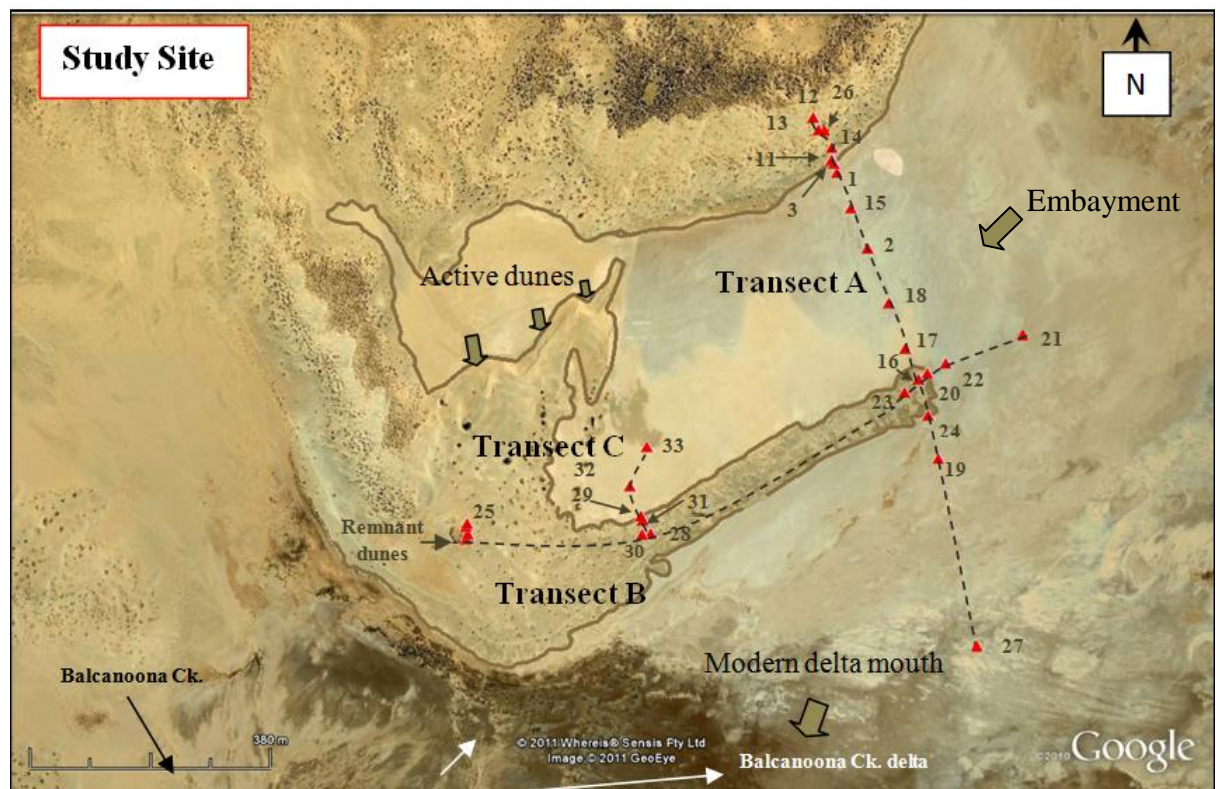 Study Site
N
12
26
13
14
11
1
3
15
Embayment
2
Active dunes
Transect A
18
17
21
16
22
20
23
24
Transect C
33
19
32
29
31
25
Remnant
dunes
28
30
Transect B
27
Modern delta mouth
Balcanoona Ck.
380 m
© 2011 Whereis® Sensis Pty Ltd
Image © 2011 GeoEye
Balcanoona Ck. delta
©2010 Google